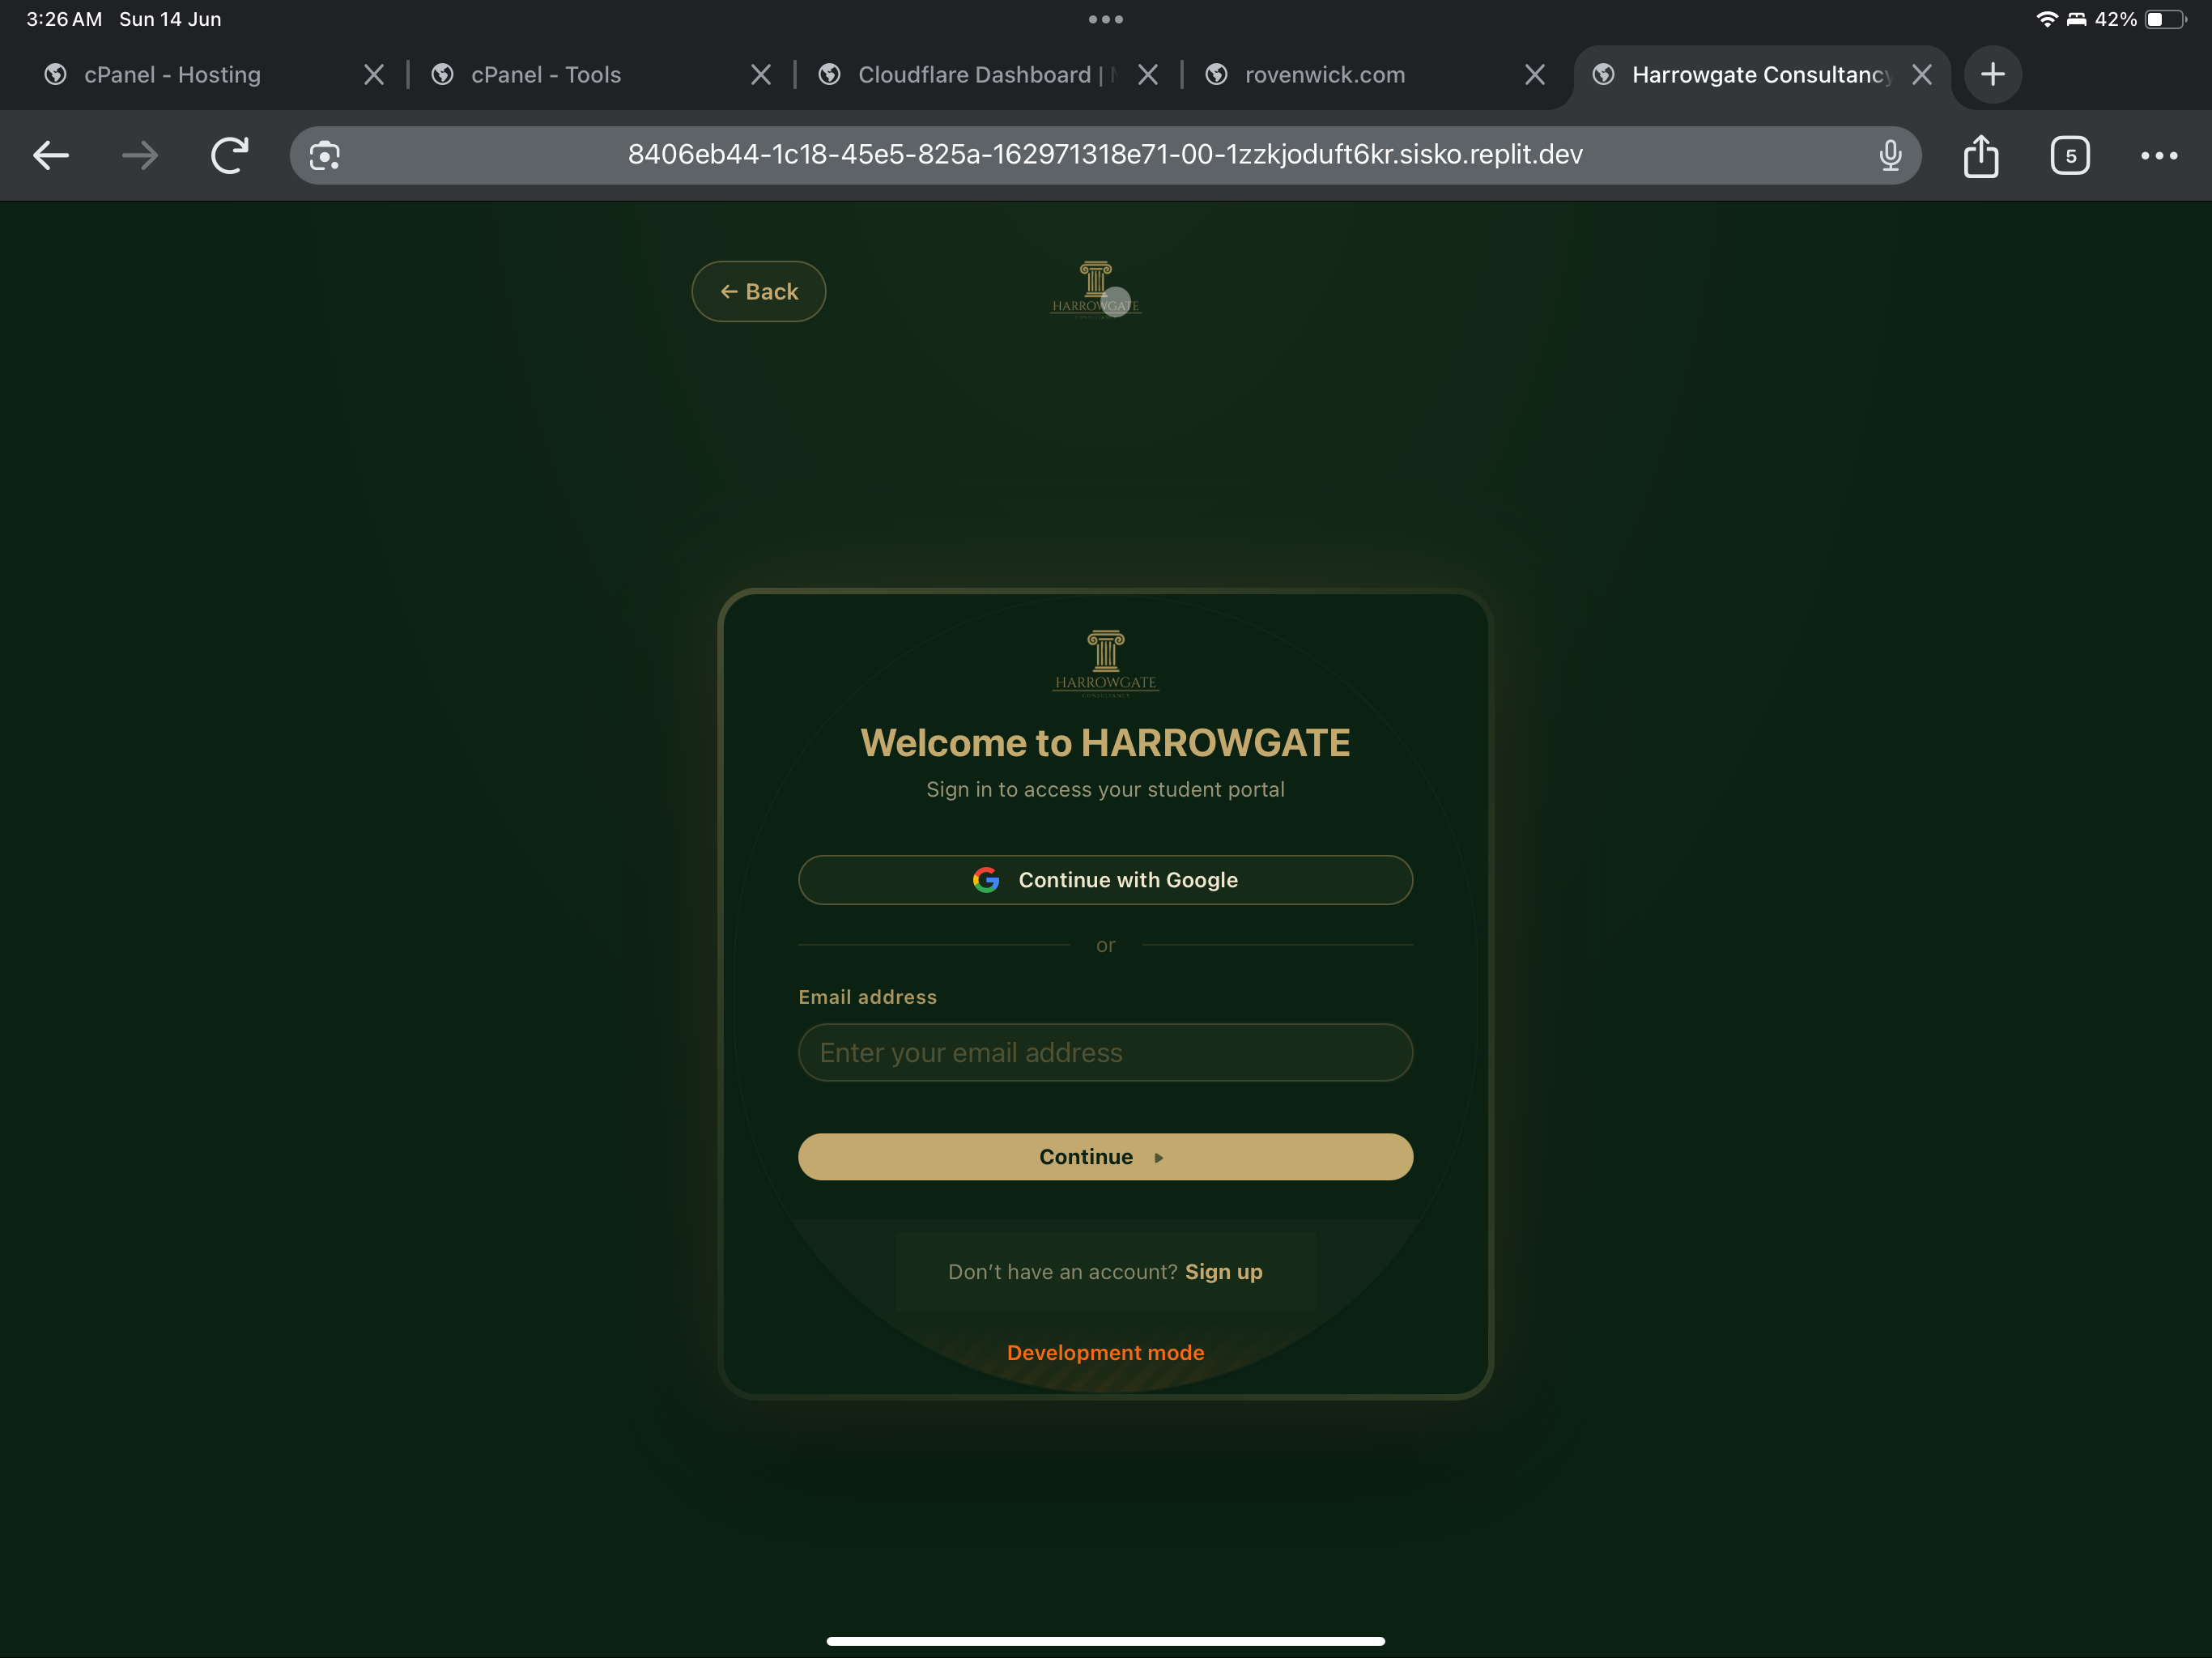 3:26 AM Sun 14 Jun
42%
cPanel - Hosting
cPanel - Tools
Cloudflare Dashboard |
rovenwick.com
Harrowgate Consultancy
8406eb44-1c18-45e5-825a-162971318e71-00-1zzkjoduft6kr.sisko.replit.dev
5
← Back
HARROWGATE
HARROWGATE
CONSULTANCY
Welcome to HARROWGATE
Sign in to access your student portal
Continue with Google
or
Email address
Enter your email address
Continue
Don't have an account? Sign up
Development mode